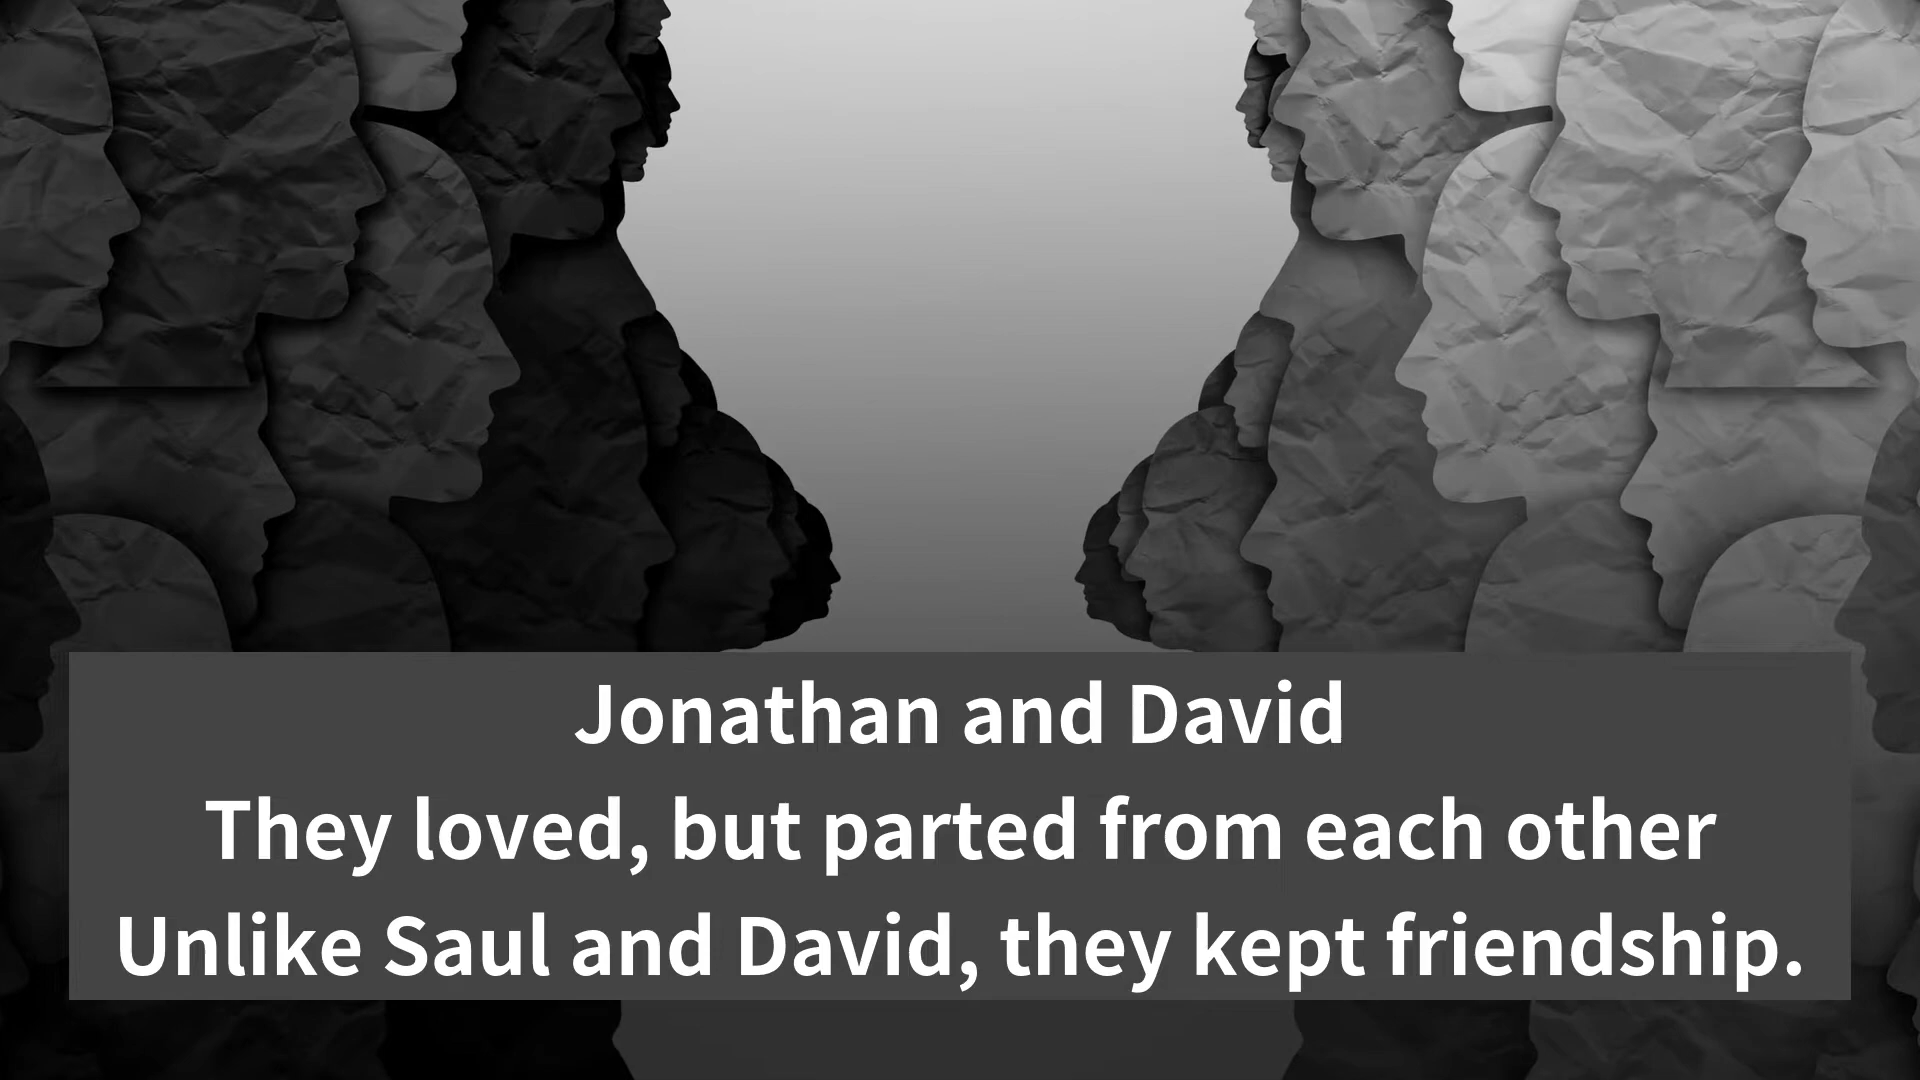 Jonathan and David
They loved, but parted from each other
Unlike Saul and David, they kept friendship.